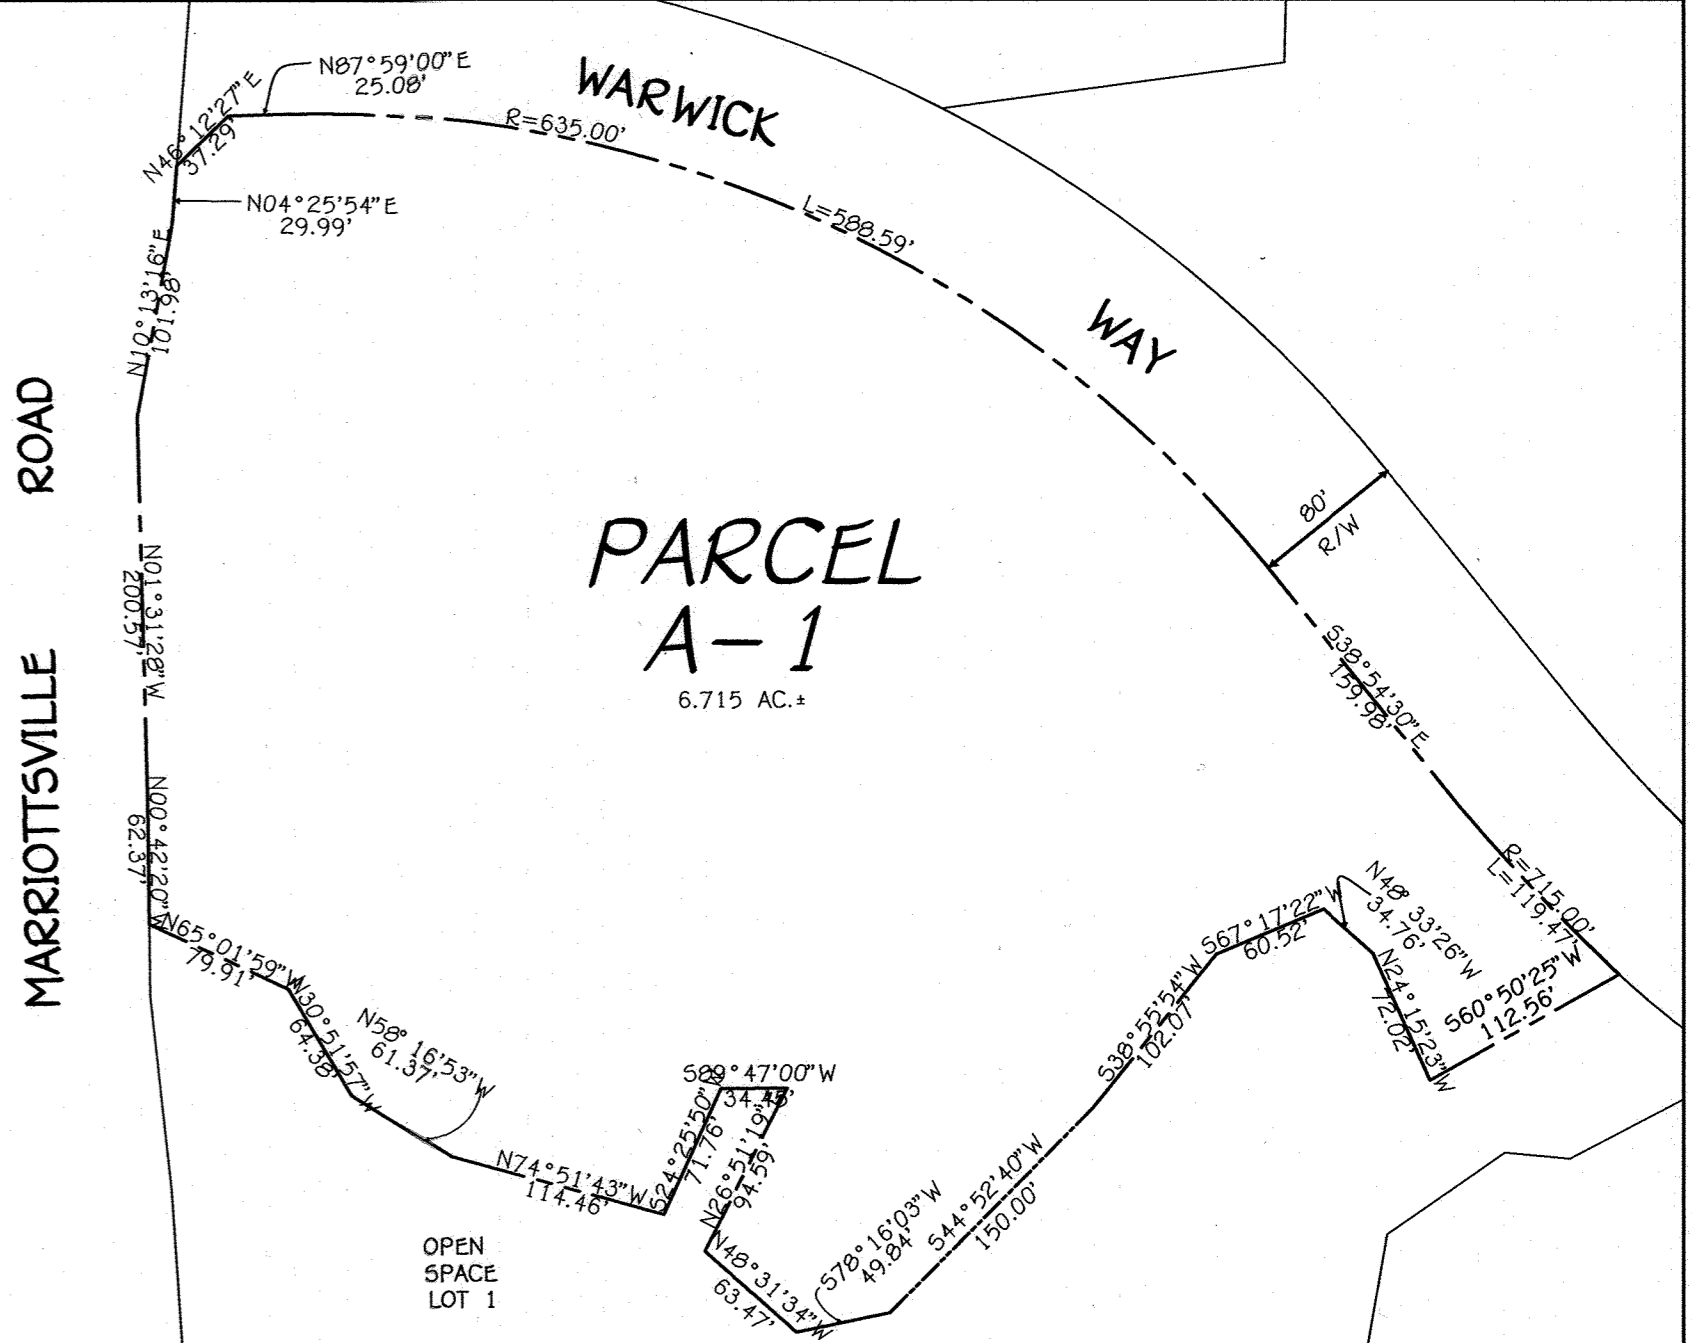 N87°59'00"E
25.08'
N46°12'27"E
37.29'
WARWICK
R=635.00'
N04°25'54"E
29.99'
L=588.59'
N10°13'16"E
101.98'
WAY
ROAD
80'
R/W
PARCEL
A-1
6.715 AC.±
N01°31'28"W
200.57'
S38°54'30"E
159.98'
MARRIOTTSVILLE
N00°42'20"W
62.37'
R=715.00'
L=119.47'
N48°33'26"W
34.76'
S67°17'22"W
60.52'
N65°01'59"W
79.91'
S60°50'25"W
112.56'
N24°15'23"W
72.02'
S38°55'54"W
102.07'
N30°51'57"W
64.38'
N58°16'53"W
61.37'
S89°47'00"W
34.45'
S24°25'50"W
71.76'
N26°51'19"
94.59'
N74°51'43"W
114.46'
S44°52'40"W
150.00'
S78°16'03"W
49.84'
N48°31'34"W
63.47'
OPEN
SPACE
LOT 1